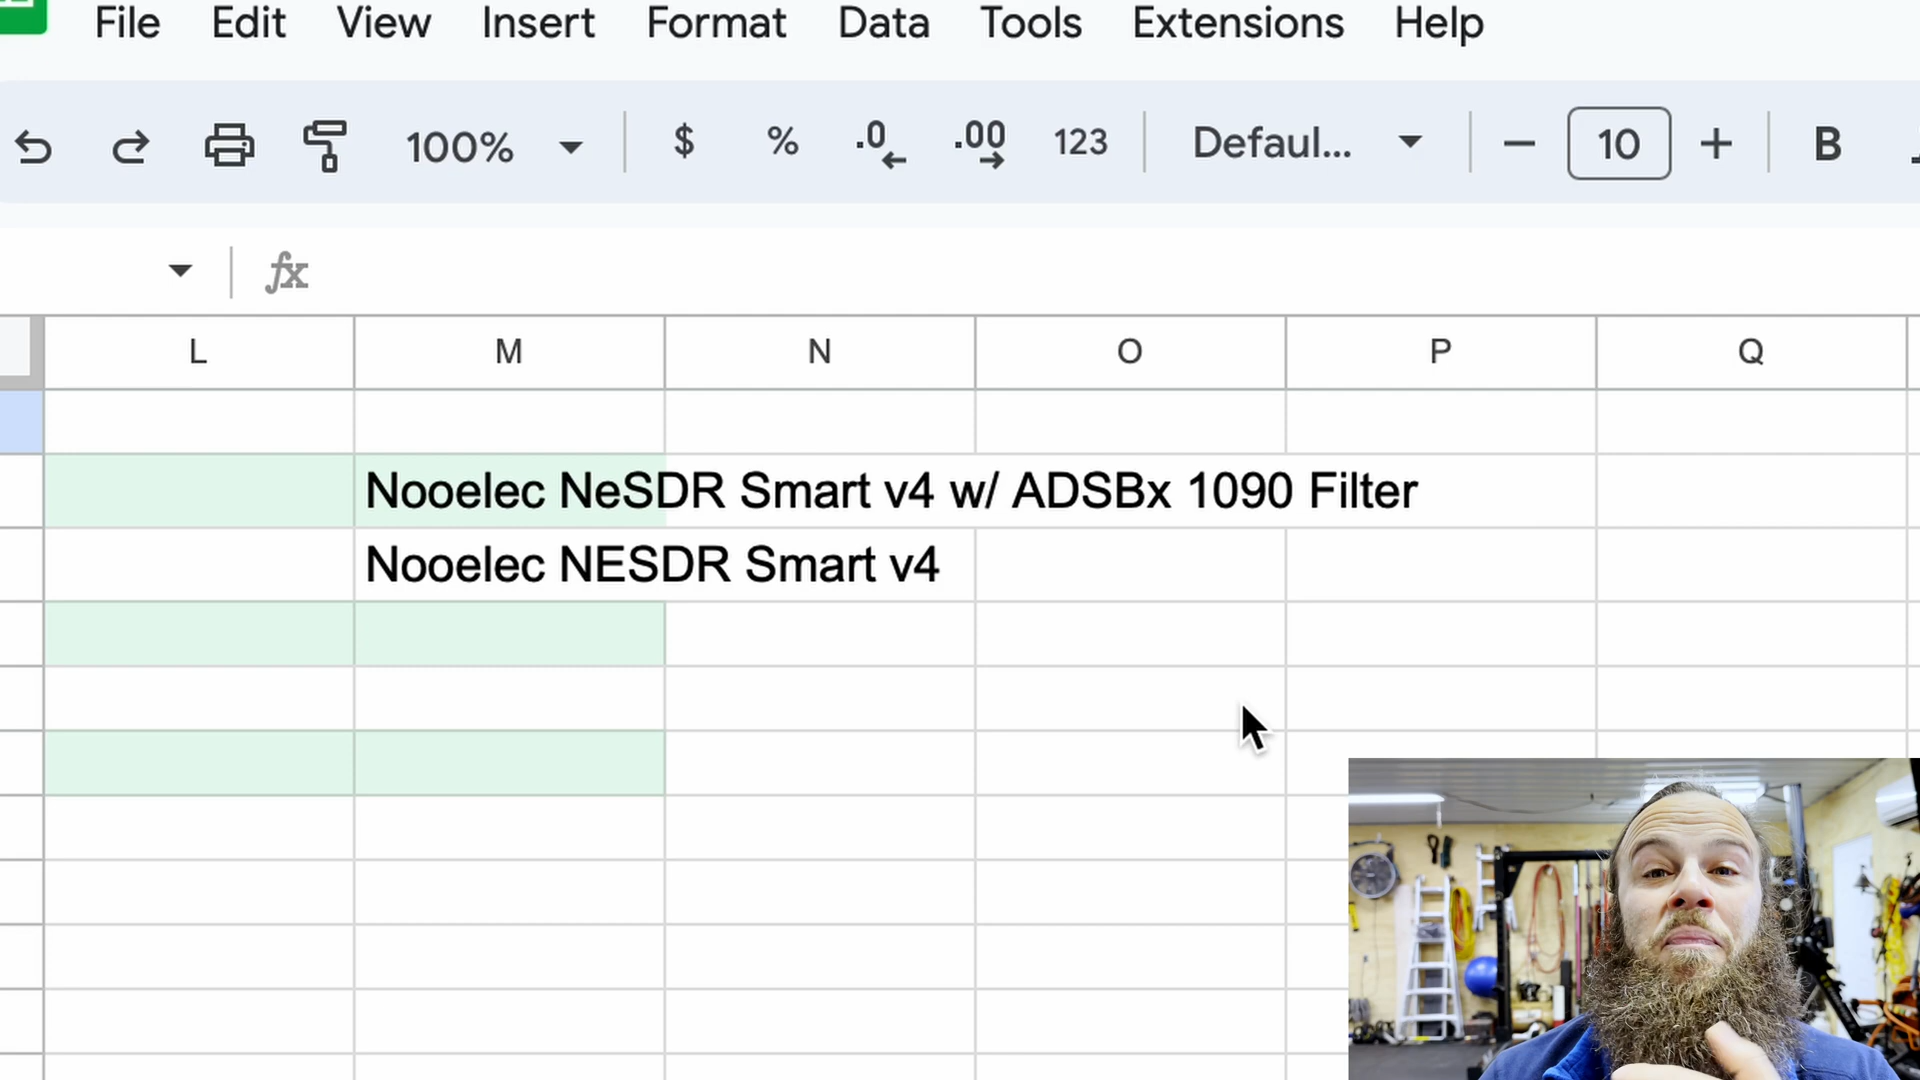 File Edit View Insert Format Data Tools Extensions Help
100% $ % .0 .00 123 Defaul... 10 B
fx
L M N O P Q
Nooelec NeSDR Smart v4 w/ ADSBx 1090 Filter
Nooelec NESDR Smart v4